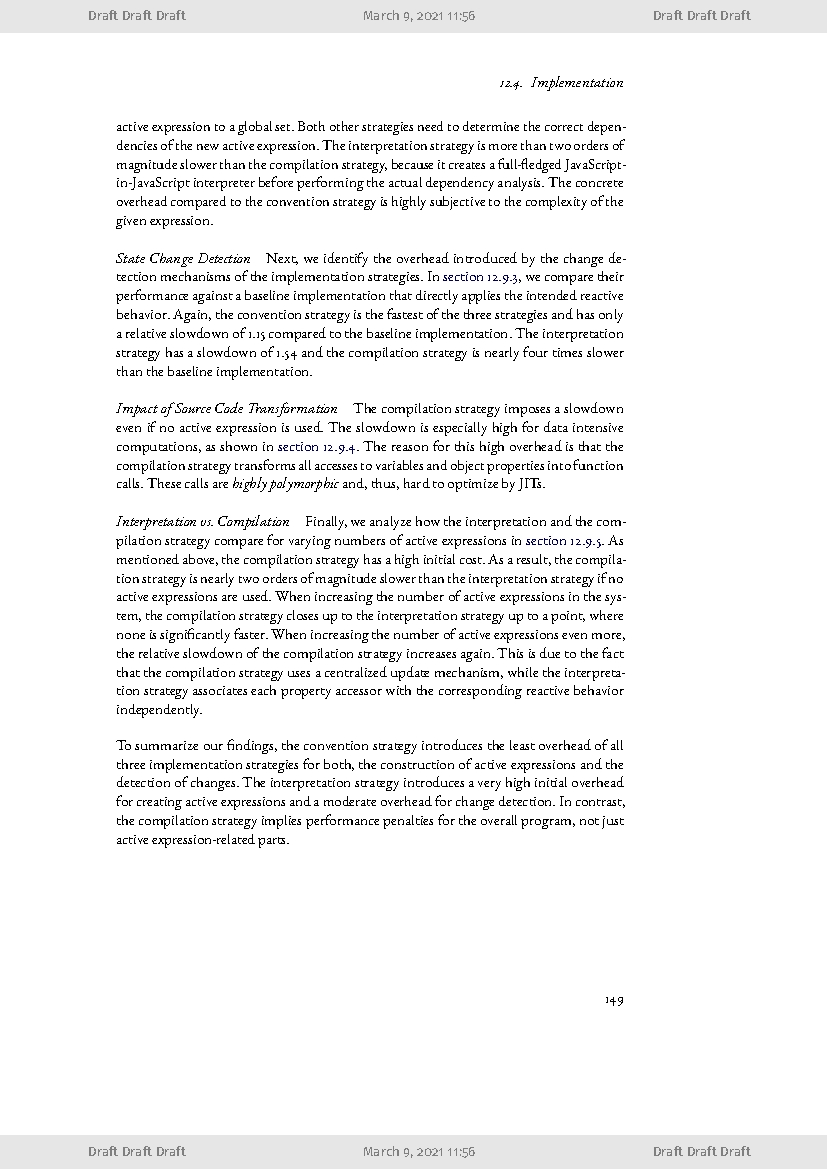 Draft Draft Draft March 9, 2021 11:56 Draft Draft Draft
12.4. Implementation
active expression to a global set. Both other strategies need to determine the correct depen-
dencies of the new active expression. The interpretation strategy is more than two orders of
magnitude slower than the compilation strategy, because it creates a full-fledged JavaScript-
in-JavaScript interpreter before performing the actual dependency analysis. The concrete
overhead compared to the convention strategy is highly subjective to the complexity of the
given expression.
State Change Detection Next, we identify the overhead introduced by the change de-
tection mechanisms of the implementation strategies. In section 12.9.3, we compare their
performance against a baseline implementation that directly applies the intended reactive
behavior. Again, the convention strategy is the fastest of the three strategies and has only
a relative slowdown of 1.15 compared to the baseline implementation. The interpretation
strategy has a slowdown of 1.54 and the compilation strategy is nearly four times slower
than the baseline implementation.
Impact of Source Code Transformation The compilation strategy imposes a slowdown
even if no active expression is used. The slowdown is especially high for data intensive
computations, as shown in section 12.9.4. The reason for this high overhead is that the
compilation strategy transforms all accesses to variables and object properties into function
calls. These calls are highly polymorphic and, thus, hard to optimize by JITs.
Interpretation vs. Compilation Finally, we analyze how the interpretation and the com-
pilation strategy compare for varying numbers of active expressions in section 12.9.5. As
mentioned above, the compilation strategy has a high initial cost. As a result, the compila-
tion strategy is nearly two orders of magnitude slower than the interpretation strategy if no
active expressions are used. When increasing the number of active expressions in the sys-
tem, the compilation strategy closes up to the interpretation strategy up to a point, where
none is significantly faster. When increasing the number of active expressions even more,
the relative slowdown of the compilation strategy increases again. This is due to the fact
that the compilation strategy uses a centralized update mechanism, while the interpreta-
tion strategy associates each property accessor with the corresponding reactive behavior
independently.
To summarize our findings, the convention strategy introduces the least overhead of all
three implementation strategies for both, the construction of active expressions and the
detection of changes. The interpretation strategy introduces a very high initial overhead
for creating active expressions and a moderate overhead for change detection. In contrast,
the compilation strategy implies performance penalties for the overall program, not just
active expression-related parts.
149
Draft Draft Draft March 9, 2021 11:56 Draft Draft Draft